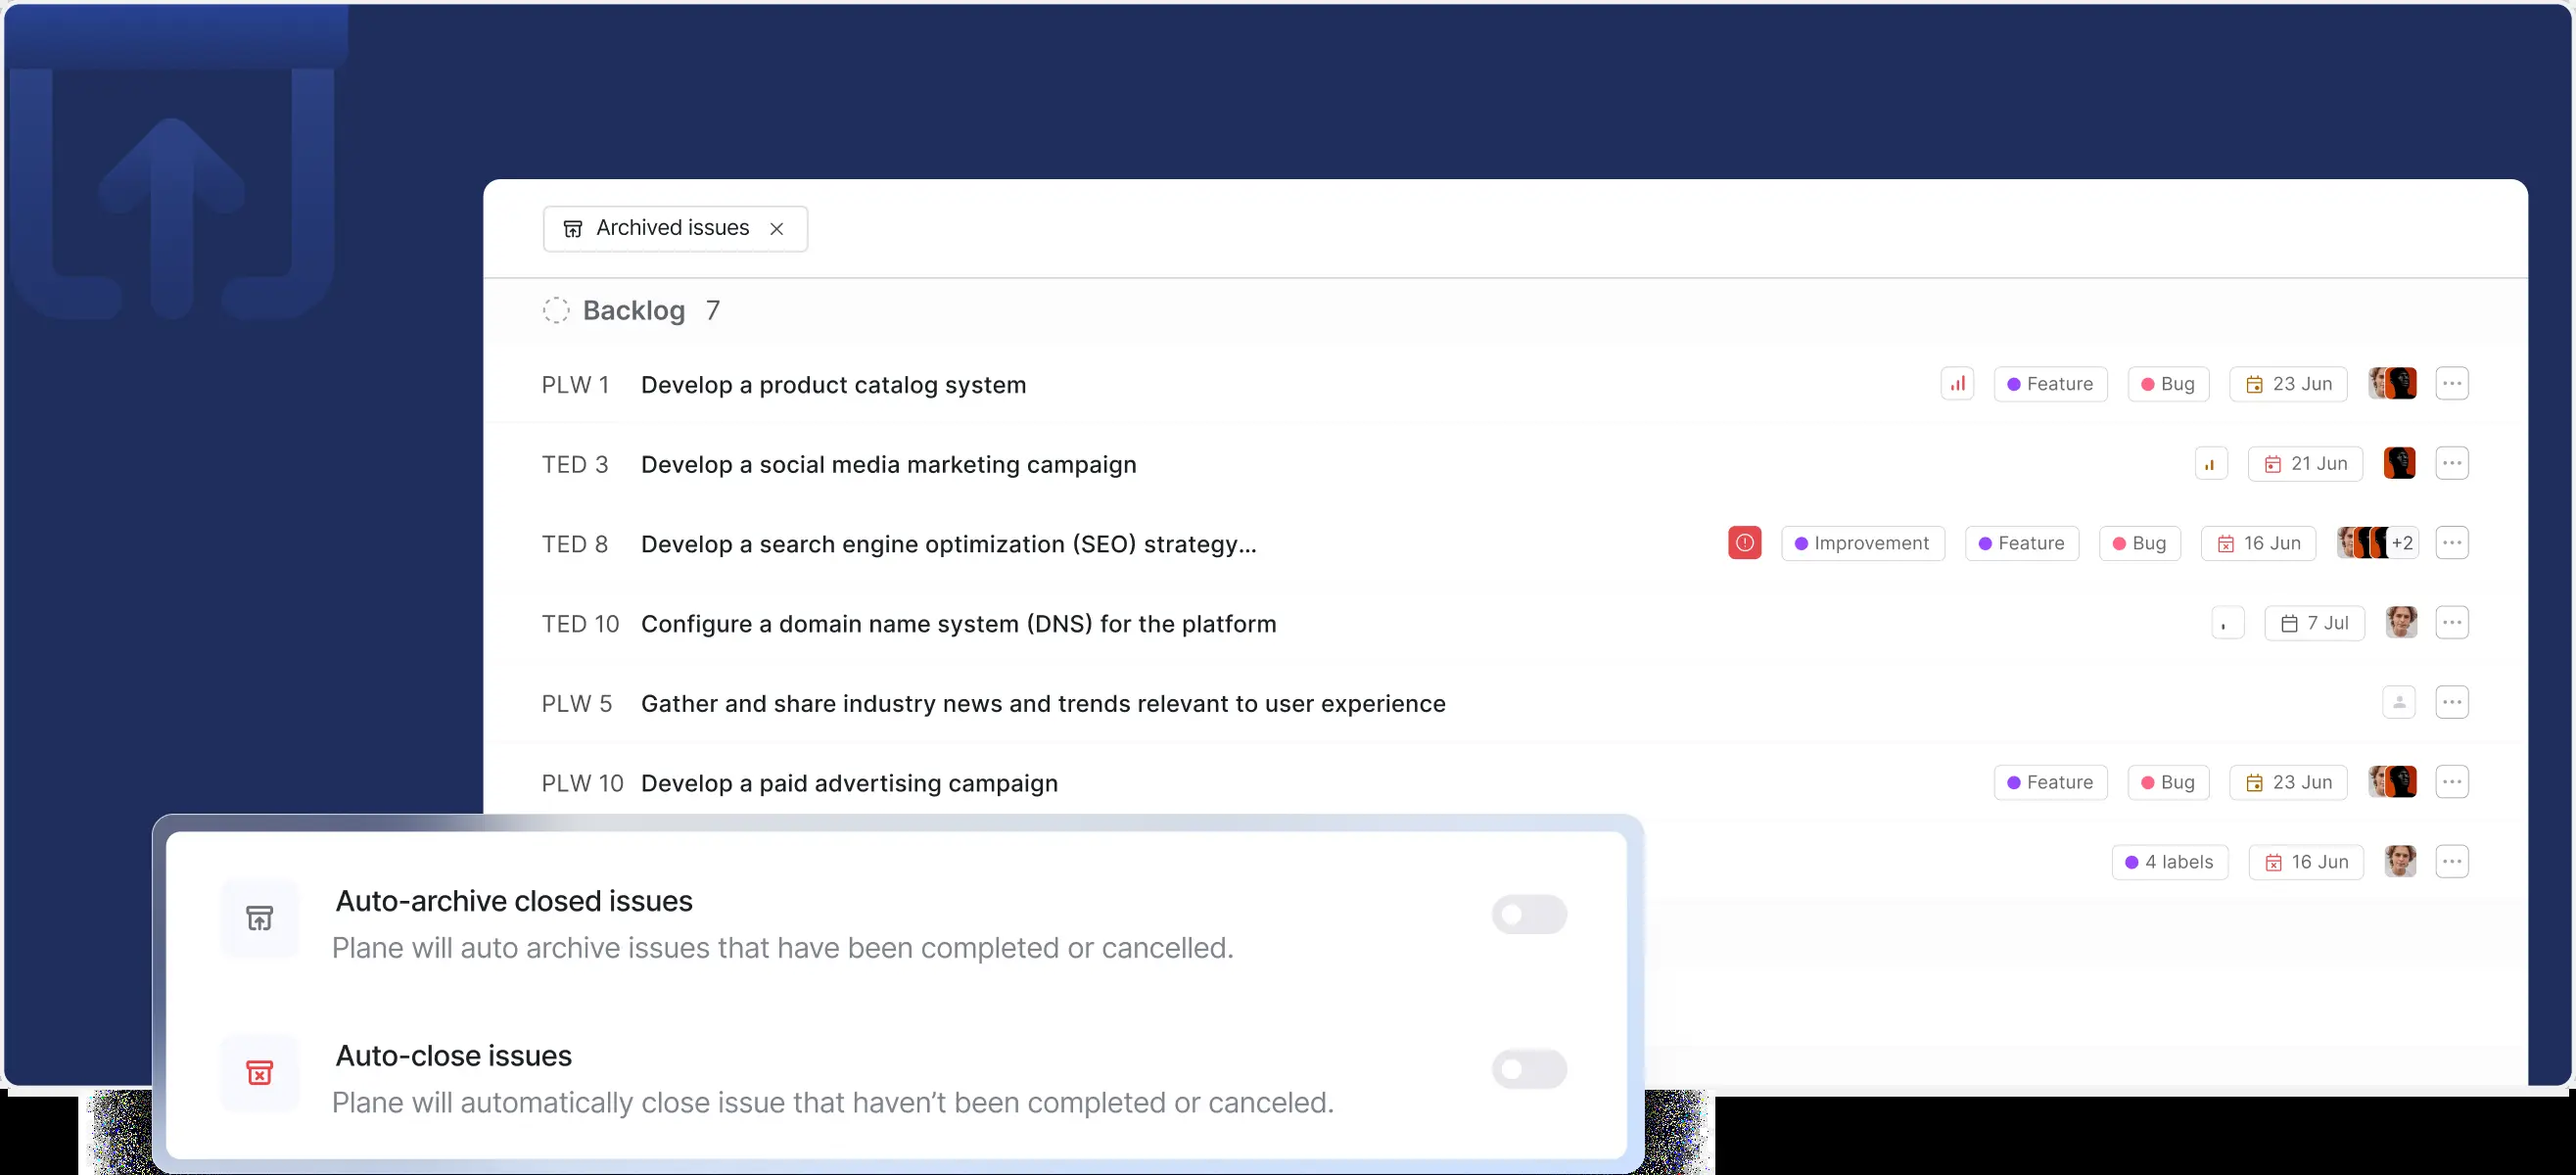 Archived issues
Backlog 7
PLW 1 Develop a product catalog system Feature Bug 23 Jun
TED 3 Develop a social media marketing campaign 21 Jun
TED 8 Develop a search engine optimization (SEO) strategy... Improvement Feature Bug 16 Jun +2
TED 10 Configure a domain name system (DNS) for the platform 7 Jul
PLW 5 Gather and share industry news and trends relevant to user experience
PLW 10 Develop a paid advertising campaign Feature Bug 23 Jun
4 labels 16 Jun
Auto-archive closed issues
Plane will auto archive issues that have been completed or cancelled.
Auto-close issues
Plane will automatically close issue that haven’t been completed or canceled.